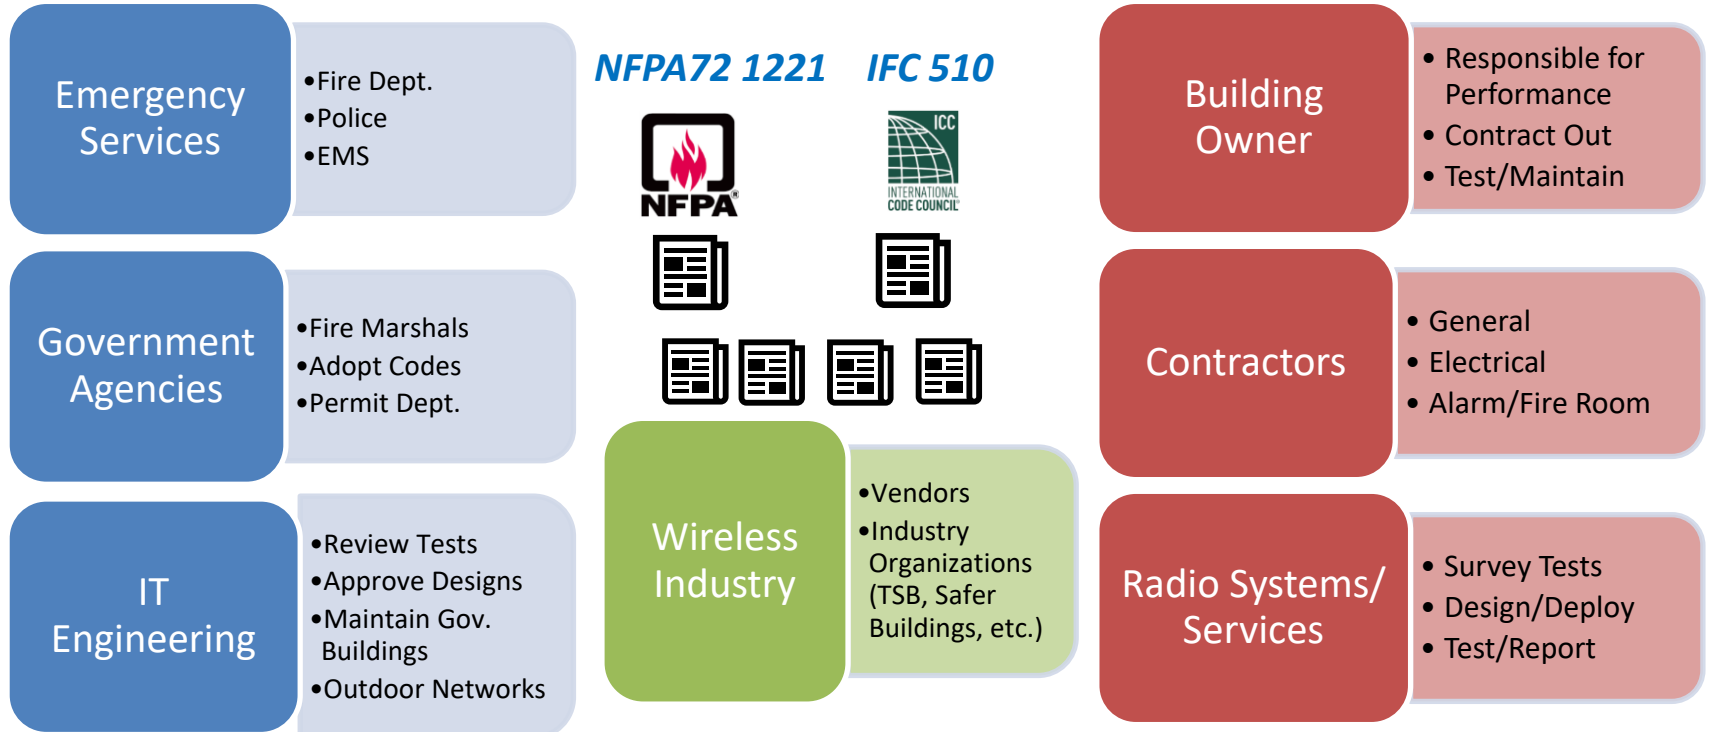 Emergency
Services
•Fire Dept.
•Police
•EMS
Government
Agencies
•Fire Marshals
•Adopt Codes
•Permit Dept.
IT
Engineering
•Review Tests
•Approve Designs
•Maintain Gov.
Buildings
•Outdoor Networks
NFPA72 1221
IFC 510
NFPA®
ICC
INTERNATIONAL
CODE COUNCIL®
Wireless
Industry
•Vendors
•Industry
Organizations
(TSB, Safer
Buildings, etc.)
Building
Owner
• Responsible for
Performance
• Contract Out
• Test/Maintain
Contractors
• General
• Electrical
• Alarm/Fire Room
Radio Systems/
Services
• Survey Tests
• Design/Deploy
• Test/Report